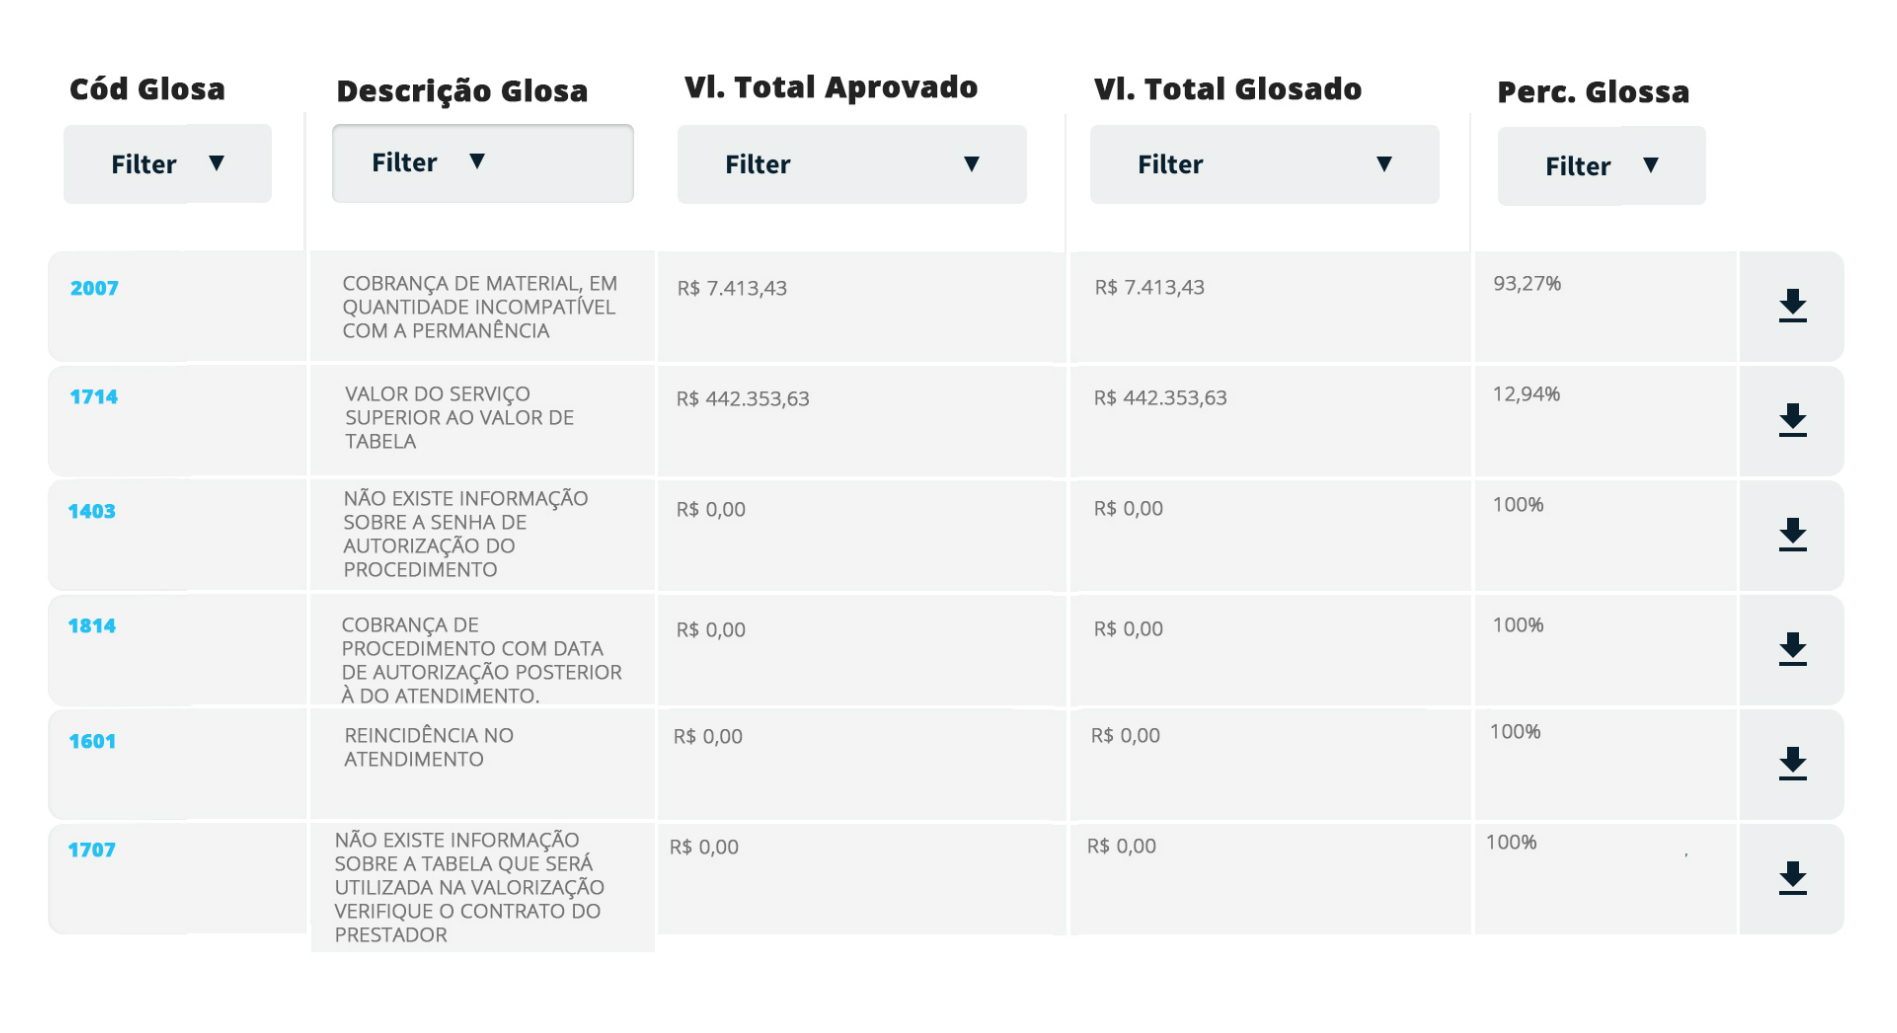 Cód Glosa
Descrição Glosa
Vl. Total Aprovado
Vl. Total Glosado
Perc. Glossa
Filter ▼
Filter ▼
Filter ▼
Filter ▼
Filter ▼
2007
COBRANÇA DE MATERIAL, EM
QUANTIDADE INCOMPATÍVEL
COM A PERMANÊNCIA
R$ 7.413,43
R$ 7.413,43
93,27%
1714
VALOR DO SERVIÇO
SUPERIOR AO VALOR DE
TABELA
R$ 442.353,63
R$ 442.353,63
12,94%
1403
NÃO EXISTE INFORMAÇÃO
SOBRE A SENHA DE
AUTORIZAÇÃO DO
PROCEDIMENTO
R$ 0,00
R$ 0,00
100%
1814
COBRANÇA DE
PROCEDIMENTO COM DATA
DE AUTORIZAÇÃO POSTERIOR
À DO ATENDIMENTO.
R$ 0,00
R$ 0,00
100%
1601
REINCIDÊNCIA NO
ATENDIMENTO
R$ 0,00
R$ 0,00
100%
1707
NÃO EXISTE INFORMAÇÃO
SOBRE A TABELA QUE SERÁ
UTILIZADA NA VALORIZAÇÃO
VERIFIQUE O CONTRATO DO
PRESTADOR
R$ 0,00
R$ 0,00
100%
,